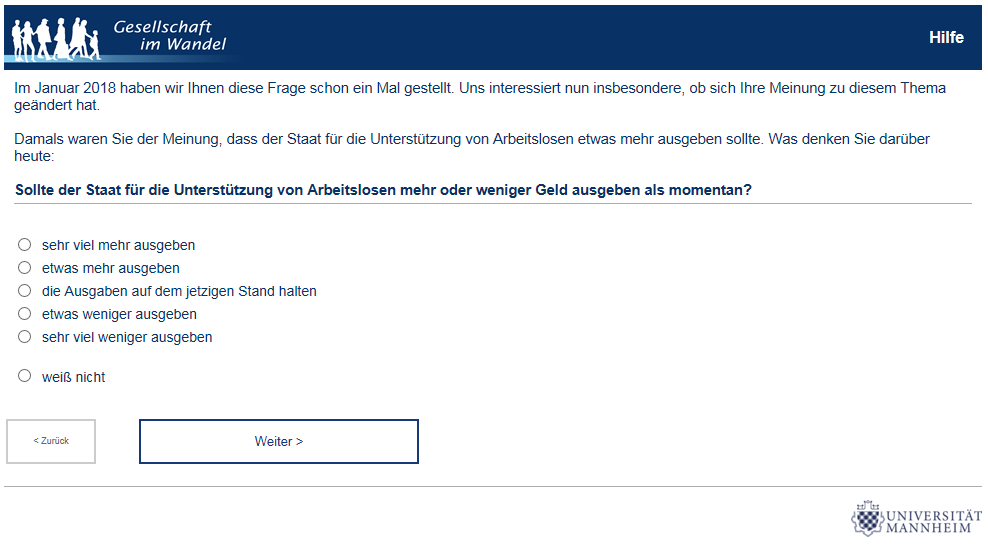 Gesellschaft
im Wandel
Hilfe
Im Januar 2018 haben wir Ihnen diese Frage schon ein Mal gestellt. Uns interessiert nun insbesondere, ob sich Ihre Meinung zu diesem Thema
geändert hat.
Damals waren Sie der Meinung, dass der Staat für die Unterstützung von Arbeitslosen etwas mehr ausgeben sollte. Was denken Sie darüber
heute:
Sollte der Staat für die Unterstützung von Arbeitslosen mehr oder weniger Geld ausgeben als momentan?
sehr viel mehr ausgeben
etwas mehr ausgeben
die Ausgaben auf dem jetzigen Stand halten
etwas weniger ausgeben
sehr viel weniger ausgeben
weiß nicht
< Zurück
Weiter >
UNIVERSITÄT
MANNHEIM